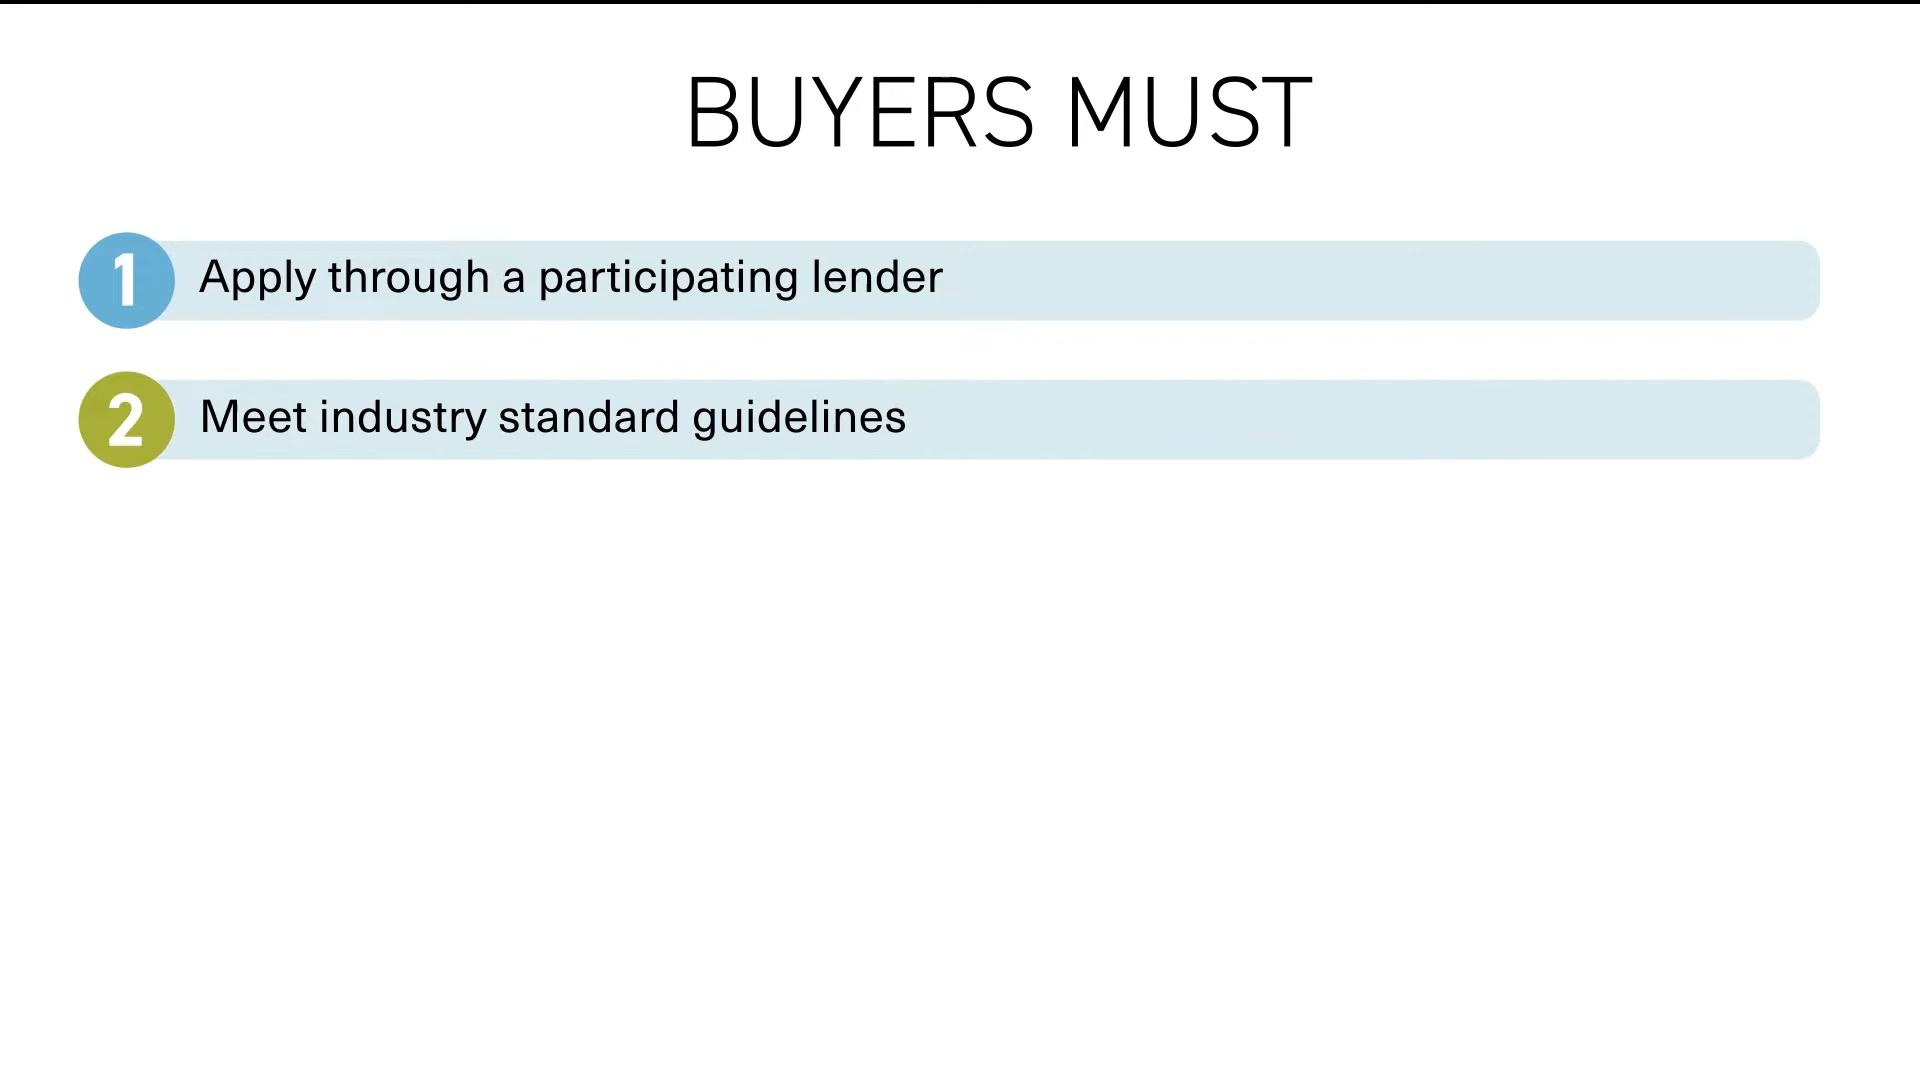 BUYERS MUST
1 Apply through a participating lender
2 Meet industry standard guidelines